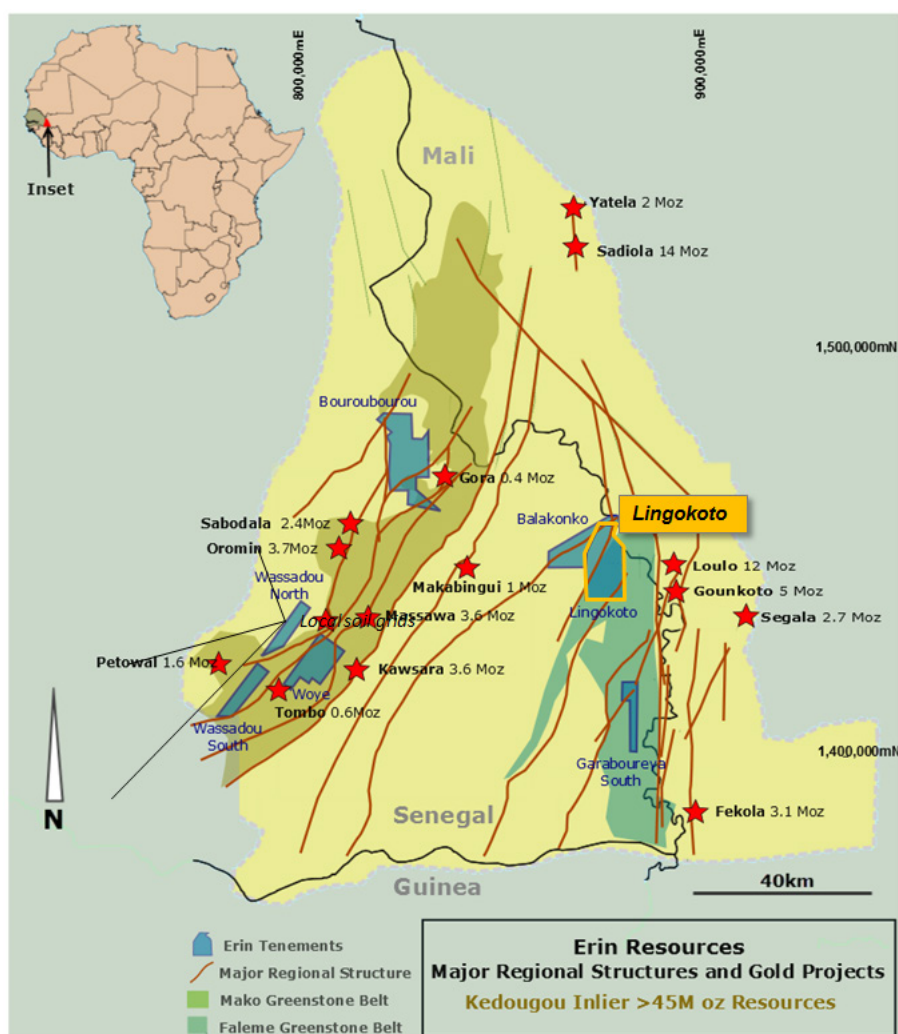 800,000mE
900,000mE
Inset
Mali
Yatela 2 Moz
Sadiola 14 Moz
1,500,000mN
Bouroubourou
Gora 0.4 Moz
Lingokoto
Balakonko
Sabodala 2.4Moz
Oromin 3.7Moz
Wassadou
North
Makabingui 1 Moz
Loulo 12 Moz
Gounkoto 5 Moz
Lingokoto
Segala 2.7 Moz
Massawa 3.6 Moz
Local soil grids
Petowal 1.6 Moz
Kawsara 3.6 Moz
Woye
Tombo 0.6Moz
Wassadou
South
Garaboureya
South
1,400,000mN
N
Senegal
Fekola 3.1 Moz
Guinea
40km
Erin Tenements
Major Regional Structure
Mako Greenstone Belt
Faleme Greenstone Belt
Erin Resources
Major Regional Structures and Gold Projects
Kedougou Inlier >45M oz Resources